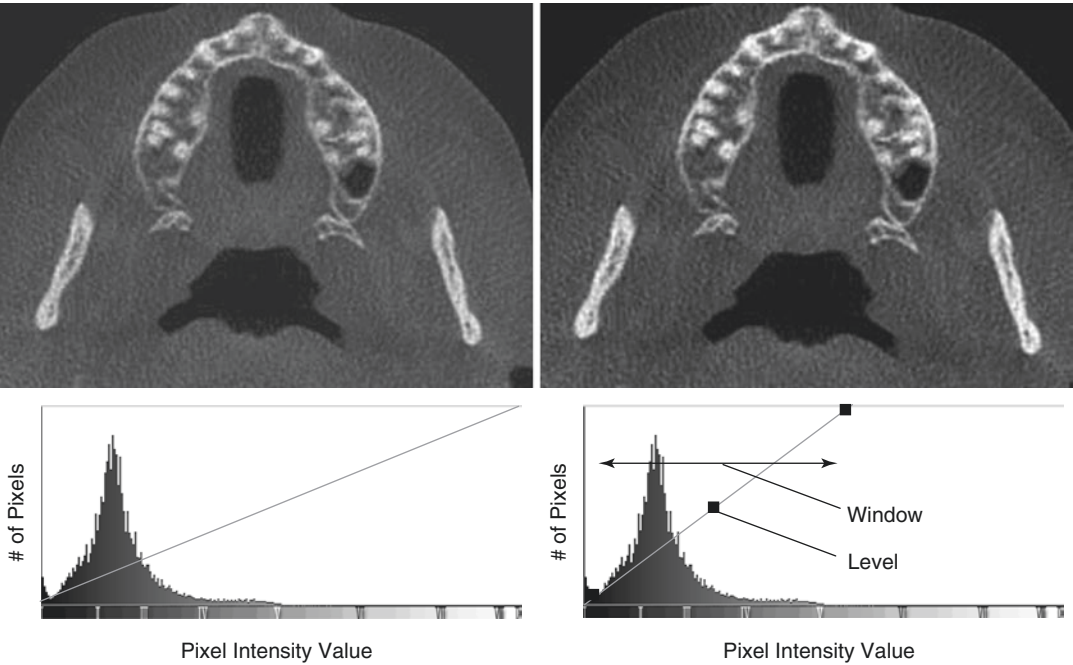 # of Pixels
Pixel Intensity Value
# of Pixels
Window
Level
Pixel Intensity Value